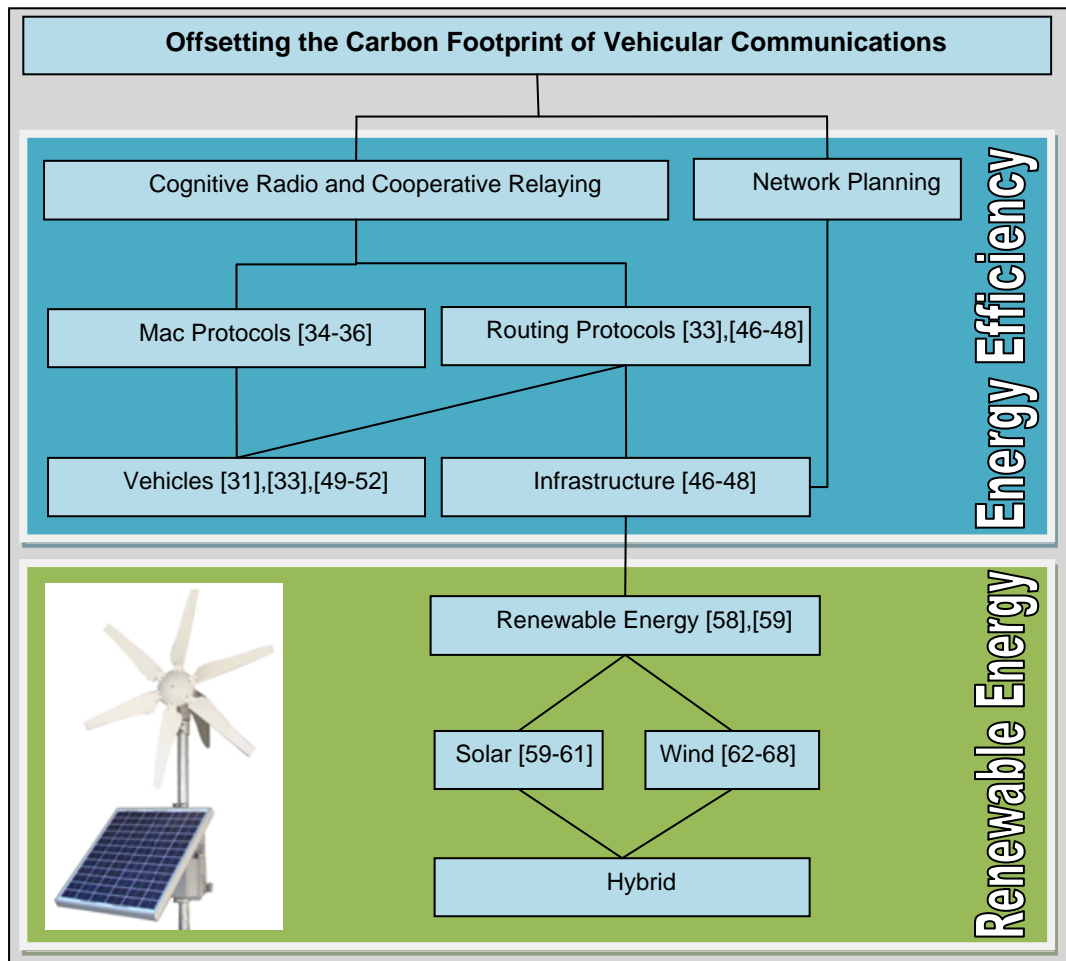 Offsetting the Carbon Footprint of Vehicular Communications
Cognitive Radio and Cooperative Relaying
Network Planning
Mac Protocols [34-36]
Routing Protocols [33],[46-48]
Vehicles [31],[33],[49-52]
Infrastructure [46-48]
Energy Efficiency
Renewable Energy [58],[59]
Solar [59-61]
Wind [62-68]
Hybrid
Renewable Energy